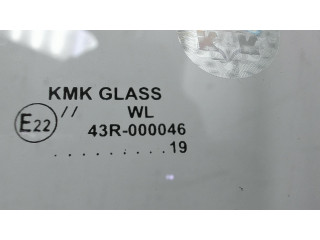 KMK GLASS
E22 // WL
43R-000046
. . . . . . . . . 19